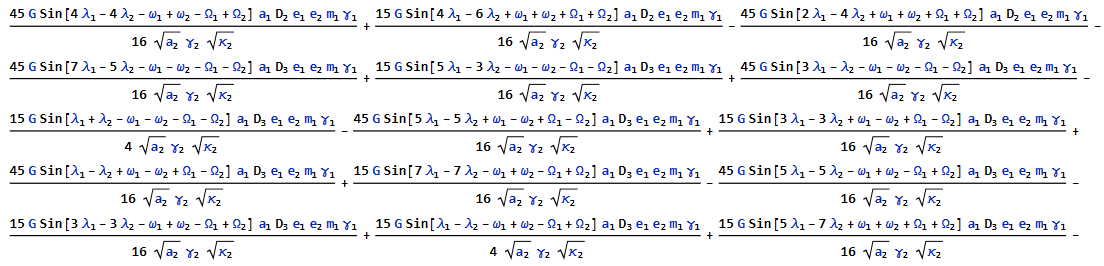 45 G Sin[4 λ₁ - 4 λ₂ - ω₁ + ω₂ - Ω₁ + Ω₂] a₁ D₂ e₁ e₂ m₁ γ₁ / 16 √a₂ γ₂ √κ₂ + 15 G Sin[4 λ₁ - 6 λ₂ + ω₁ + ω₂ + Ω₁ + Ω₂] a₁ D₂ e₁ e₂ m₁ γ₁ / 16 √a₂ γ₂ √κ₂ - 45 G Sin[2 λ₁ - 4 λ₂ + ω₁ + ω₂ + Ω₁ + Ω₂] a₁ D₂ e₁ e₂ m₁ γ₁ / 16 √a₂ γ₂ √κ₂ -
45 G Sin[7 λ₁ - 5 λ₂ - ω₁ - ω₂ - Ω₁ - Ω₂] a₁ D₃ e₁ e₂ m₁ γ₁ / 16 √a₂ γ₂ √κ₂ + 15 G Sin[5 λ₁ - 3 λ₂ - ω₁ - ω₂ - Ω₁ - Ω₂] a₁ D₃ e₁ e₂ m₁ γ₁ / 16 √a₂ γ₂ √κ₂ + 45 G Sin[3 λ₁ - λ₂ - ω₁ - ω₂ - Ω₁ - Ω₂] a₁ D₃ e₁ e₂ m₁ γ₁ / 16 √a₂ γ₂ √κ₂ -
15 G Sin[λ₁ + λ₂ - ω₁ - ω₂ - Ω₁ - Ω₂] a₁ D₃ e₁ e₂ m₁ γ₁ / 4 √a₂ γ₂ √κ₂ - 45 G Sin[5 λ₁ - 5 λ₂ + ω₁ - ω₂ + Ω₁ - Ω₂] a₁ D₃ e₁ e₂ m₁ γ₁ / 16 √a₂ γ₂ √κ₂ + 15 G Sin[3 λ₁ - 3 λ₂ + ω₁ - ω₂ + Ω₁ - Ω₂] a₁ D₃ e₁ e₂ m₁ γ₁ / 16 √a₂ γ₂ √κ₂ +
45 G Sin[λ₁ - λ₂ + ω₁ - ω₂ + Ω₁ - Ω₂] a₁ D₃ e₁ e₂ m₁ γ₁ / 16 √a₂ γ₂ √κ₂ + 15 G Sin[7 λ₁ - 7 λ₂ - ω₁ + ω₂ - Ω₁ + Ω₂] a₁ D₃ e₁ e₂ m₁ γ₁ / 16 √a₂ γ₂ √κ₂ - 45 G Sin[5 λ₁ - 5 λ₂ - ω₁ + ω₂ - Ω₁ + Ω₂] a₁ D₃ e₁ e₂ m₁ γ₁ / 16 √a₂ γ₂ √κ₂ -
15 G Sin[3 λ₁ - 3 λ₂ - ω₁ + ω₂ - Ω₁ + Ω₂] a₁ D₃ e₁ e₂ m₁ γ₁ / 16 √a₂ γ₂ √κ₂ + 15 G Sin[λ₁ - λ₂ - ω₁ + ω₂ - Ω₁ + Ω₂] a₁ D₃ e₁ e₂ m₁ γ₁ / 4 √a₂ γ₂ √κ₂ + 15 G Sin[5 λ₁ - 7 λ₂ + ω₁ + ω₂ + Ω₁ + Ω₂] a₁ D₃ e₁ e₂ m₁ γ₁ / 16 √a₂ γ₂ √κ₂ -